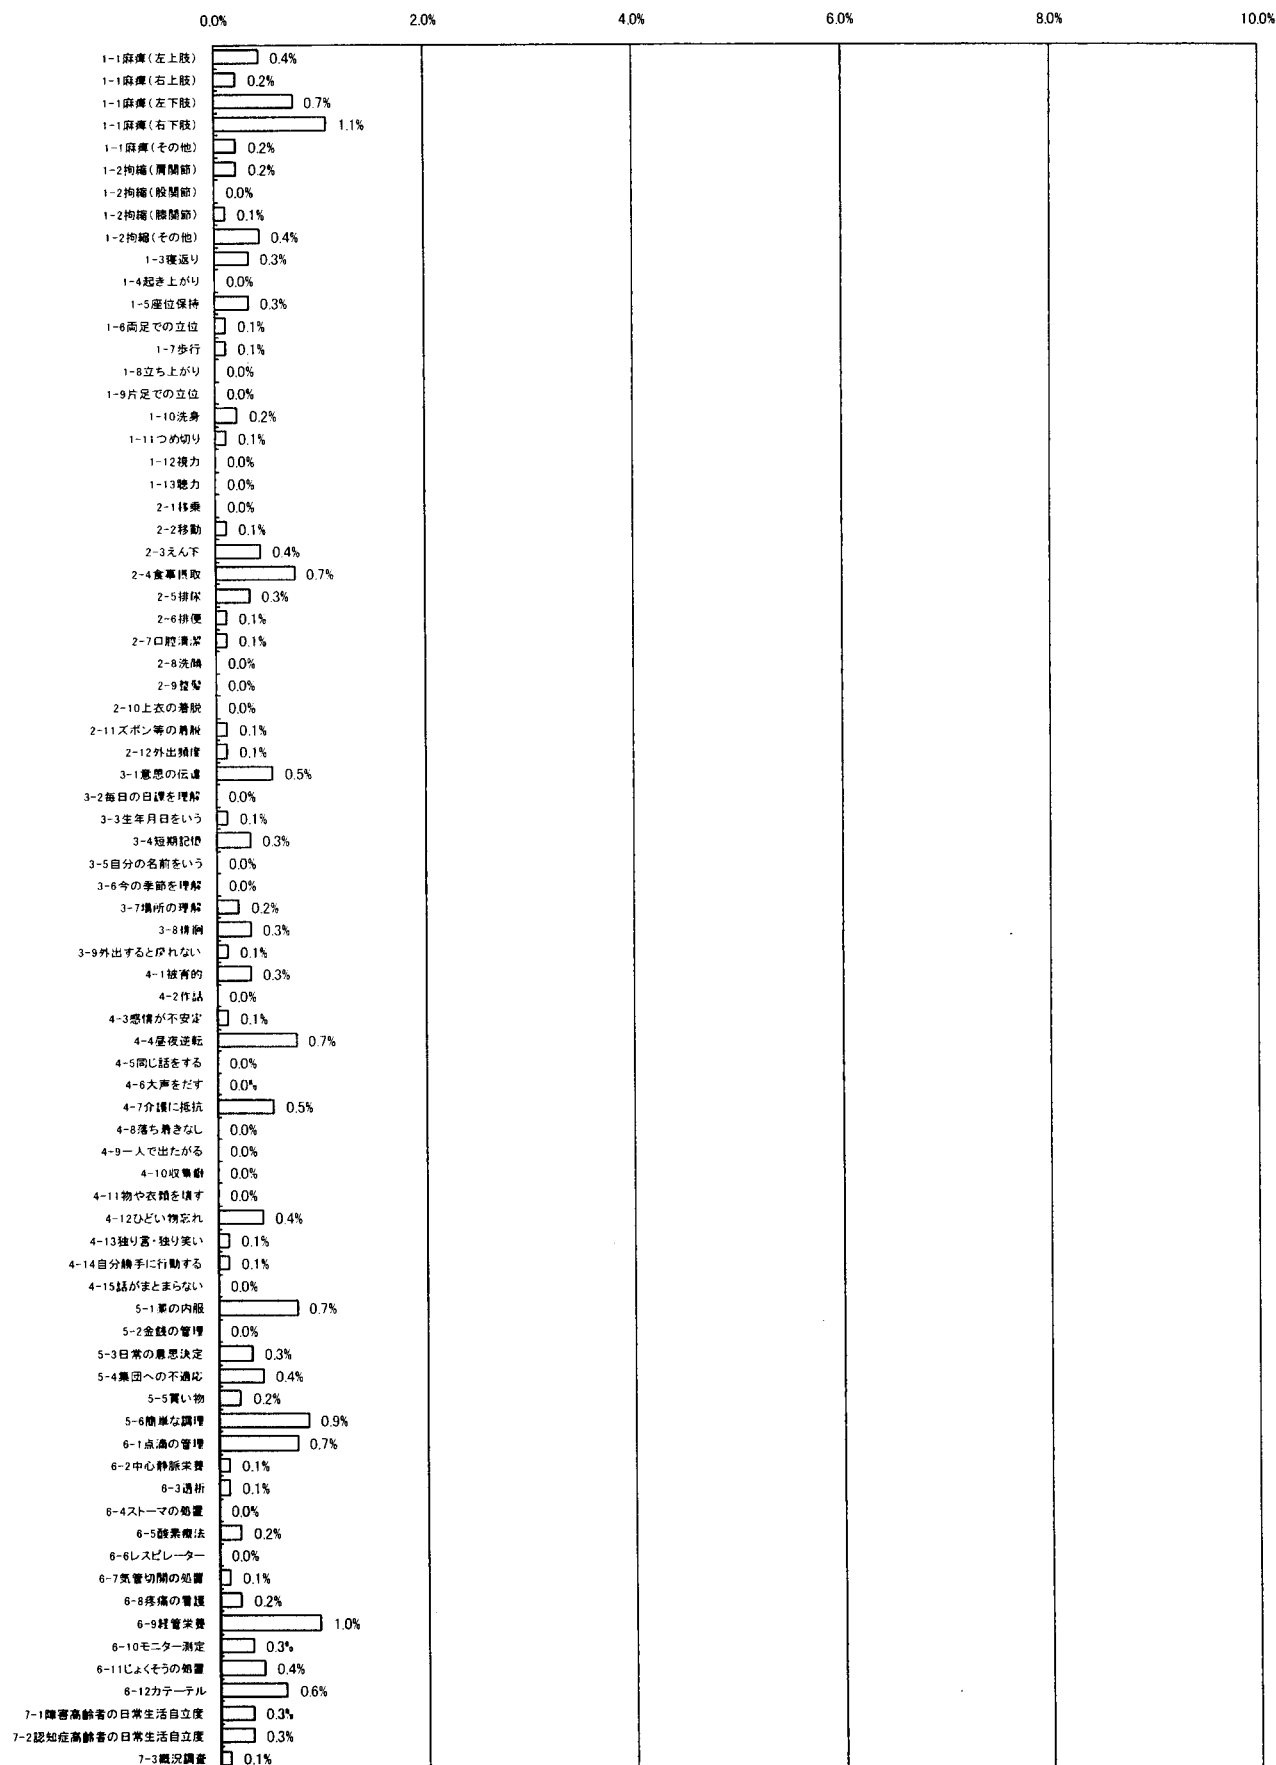 0.0% 2.0% 4.0% 6.0% 8.0% 10.0%
1-1麻痺(左上肢) 0.4%
1-1麻痺(右上肢) 0.2%
1-1麻痺(左下肢) 0.7%
1-1麻痺(右下肢) 1.1%
1-1麻痺(その他) 0.2%
1-2拘縮(肩関節) 0.2%
1-2拘縮(股関節) 0.0%
1-2拘縮(膝関節) 0.1%
1-2拘縮(その他) 0.4%
1-3寝返り 0.3%
1-4起き上がり 0.0%
1-5座位保持 0.3%
1-6両足での立位 0.1%
1-7歩行 0.1%
1-8立ち上がり 0.0%
1-9片足での立位 0.0%
1-10洗身 0.2%
1-11つめ切り 0.1%
1-12視力 0.0%
1-13聴力 0.0%
2-1移乗 0.0%
2-2移動 0.1%
2-3えん下 0.4%
2-4食事摂取 0.7%
2-5排尿 0.3%
2-6排便 0.1%
2-7口腔清潔 0.1%
2-8洗顔 0.0%
2-9整髪 0.0%
2-10上衣の着脱 0.0%
2-11ズボン等の着脱 0.1%
2-12外出頻度 0.1%
3-1意思の伝達 0.5%
3-2毎日の日課を理解 0.0%
3-3生年月日をいう 0.1%
3-4短期記憶 0.3%
3-5自分の名前をいう 0.0%
3-6今の季節を理解 0.0%
3-7場所の理解 0.2%
3-8徘徊 0.3%
3-9外出すると戻れない 0.1%
4-1被害的 0.3%
4-2作話 0.0%
4-3感情が不安定 0.1%
4-4昼夜逆転 0.7%
4-5同じ話をする 0.0%
4-6大声をだす 0.0%
4-7介護に抵抗 0.5%
4-8落ち着きなし 0.0%
4-9一人で出たがる 0.0%
4-10収集癖 0.0%
4-11物や衣類を壊す 0.0%
4-12ひどい物忘れ 0.4%
4-13独り言・独り笑い 0.1%
4-14自分勝手に行動する 0.1%
4-15話がまとまらない 0.0%
5-1薬の内服 0.7%
5-2金銭の管理 0.0%
5-3日常の意思決定 0.3%
5-4集団への不適応 0.4%
5-5買い物 0.2%
5-6簡単な調理 0.9%
6-1点滴の管理 0.7%
6-2中心静脈栄養 0.1%
6-3透析 0.1%
6-4ストーマの処置 0.0%
6-5酸素療法 0.2%
6-6レスピレーター 0.0%
6-7気管切開の処置 0.1%
6-8疼痛の看護 0.2%
6-9経管栄養 1.0%
6-10モニター測定 0.3%
6-11じょくそうの処置 0.4%
6-12カテーテル 0.6%
7-1障害高齢者の日常生活自立度 0.3%
7-2認知症高齢者の日常生活自立度 0.3%
7-3概況調査 0.1%